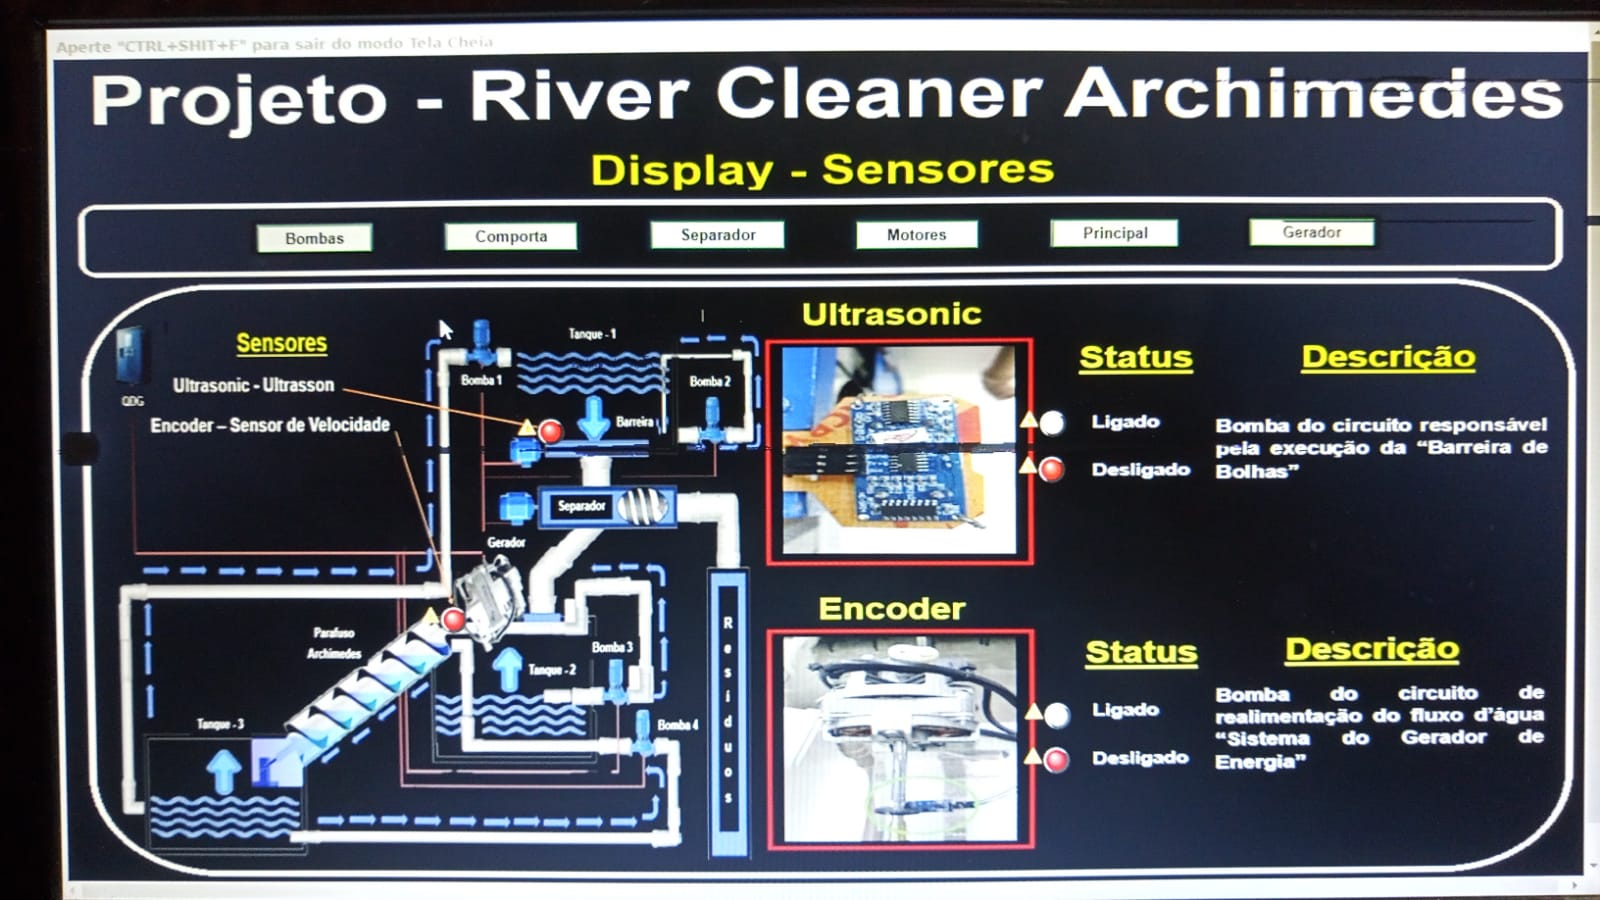 Aperte "CTRL+SHIT+F" para sair do modo Tela Cheia
Projeto - River Cleaner Archimedes
Display - Sensores
Bombas
Comporta
Separador
Motores
Principal
Gerador
Sensores
Ultrasonic - Ultrasson
Encoder – Sensor de Velocidade
QDG
Tanque - 1
Bomba 1
Bomba 2
Barreira
Separador
Gerador
Parafuso
Archimedes
Bomba 3
Tanque - 2
Bomba 4
Tanque - 3
Resíduos
Ultrasonic
Status
Ligado
Desligado
Descrição
Bomba do circuito responsável
pela execução da “Barreira de
Bolhas”
Encoder
Status
Ligado
Desligado
Descrição
Bomba do circuito de
realimentação do fluxo d’água
“Sistema do Gerador de
Energia”